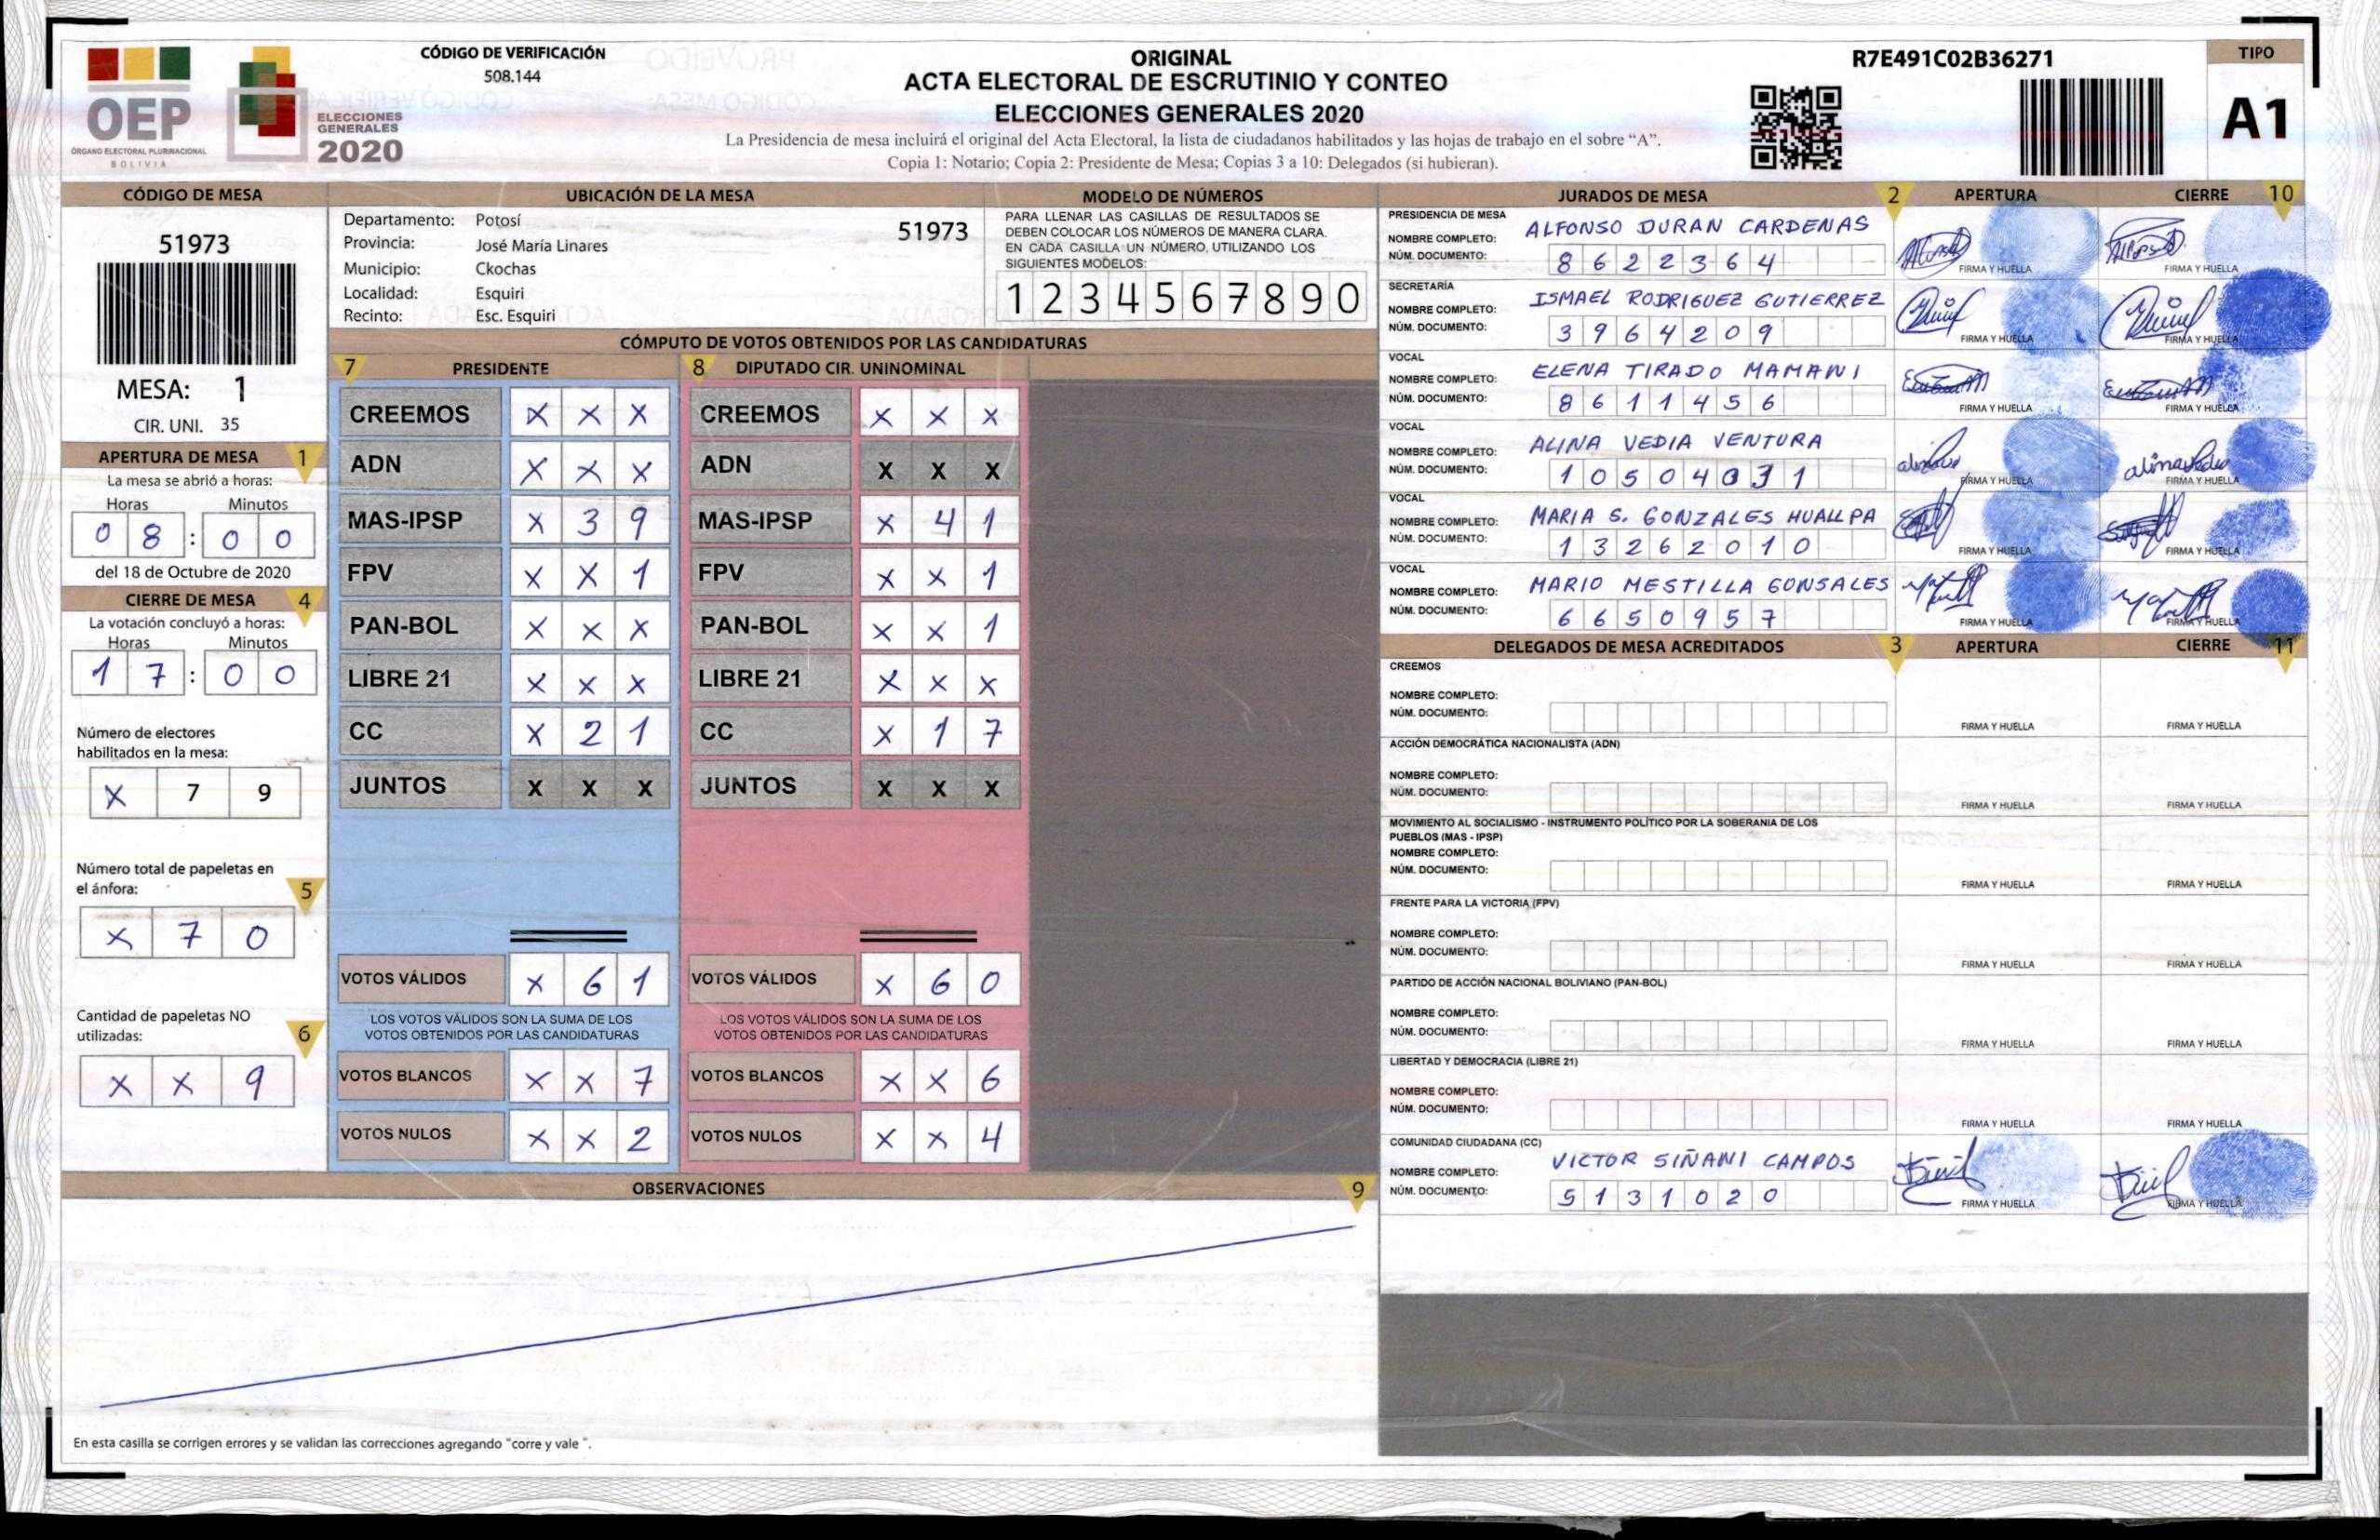 OEP
ÓRGANO ELECTORAL PLURINACIONAL
BOLIVIA
ELECCIONES
GENERALES
2020
CÓDIGO DE VERIFICACIÓN
508.144
ORIGINAL
ACTA ELECTORAL DE ESCRUTINIO Y CONTEO
ELECCIONES GENERALES 2020
La Presidencia de mesa incluirá el original del Acta Electoral, la lista de ciudadanos habilitados y las hojas de trabajo en el sobre “A”.
Copia 1: Notario; Copia 2: Presidente de Mesa; Copias 3 a 10: Delegados (si hubieran).
R7E491C02B36271
TIPO
A1
CÓDIGO DE MESA
51973
MESA: 1
CIR. UNI. 35
APERTURA DE MESA 1
La mesa se abrió a horas:
Horas Minutos
0 8 : 0 0
del 18 de Octubre de 2020
CIERRE DE MESA 4
La votación concluyó a horas:
Horas Minutos
1 7 : 0 0
Número de electores
habilitados en la mesa:
X 7 9
Número total de papeletas en
el ánfora: 5
X 7 0
Cantidad de papeletas NO
utilizadas: 6
X X 9
UBICACIÓN DE LA MESA
Departamento: Potosí
51973
Provincia: José María Linares
Municipio: Ckochas
Localidad: Esquiri
Recinto: Esc. Esquiri
MODELO DE NÚMEROS
PARA LLENAR LAS CASILLAS DE RESULTADOS SE
DEBEN COLOCAR LOS NÚMEROS DE MANERA CLARA.
EN CADA CASILLA UN NÚMERO, UTILIZANDO LOS
SIGUIENTES MODELOS:
1 2 3 4 5 6 7 8 9 0
CÓMPUTO DE VOTOS OBTENIDOS POR LAS CANDIDATURAS
7 PRESIDENTE
CREEMOS X X X
ADN X X X
MAS-IPSP X 3 9
FPV X X 1
PAN-BOL X X X
LIBRE 21 X X X
CC X 2 1
JUNTOS X X X
VOTOS VÁLIDOS X 6 1
LOS VOTOS VÁLIDOS SON LA SUMA DE LOS
VOTOS OBTENIDOS POR LAS CANDIDATURAS
VOTOS BLANCOS X X 7
VOTOS NULOS X X 2
8 DIPUTADO CIR. UNINOMINAL
CREEMOS X X X
ADN X X X
MAS-IPSP X 4 1
FPV X X 1
PAN-BOL X X 1
LIBRE 21 X X X
CC X 1 7
JUNTOS X X X
VOTOS VÁLIDOS X 6 0
LOS VOTOS VÁLIDOS SON LA SUMA DE LOS
VOTOS OBTENIDOS POR LAS CANDIDATURAS
VOTOS BLANCOS X X 6
VOTOS NULOS X X 4
OBSERVACIONES 9
En esta casilla se corrigen errores y se validan las correcciones agregando "corre y vale ".
JURADOS DE MESA 2 APERTURA CIERRE 10
PRESIDENCIA DE MESA
NOMBRE COMPLETO: ALFONSO DURAN CARDENAS
NÚM. DOCUMENTO: 8 6 2 2 3 6 4
FIRMA Y HUELLA FIRMA Y HUELLA
SECRETARÍA
NOMBRE COMPLETO: ISMAEL RODRIGUEZ GUTIERREZ
NÚM. DOCUMENTO: 3 9 6 4 2 0 9
FIRMA Y HUELLA FIRMA Y HUELLA
VOCAL
NOMBRE COMPLETO: ELENA TIRADO MAMANI
NÚM. DOCUMENTO: 8 6 1 1 4 5 6
FIRMA Y HUELLA FIRMA Y HUELLA
VOCAL
NOMBRE COMPLETO: ALINA VEDIA VENTURA
NÚM. DOCUMENTO: 1 0 5 0 4 0 3 1
FIRMA Y HUELLA FIRMA Y HUELLA
VOCAL
NOMBRE COMPLETO: MARIA S. GONZALES HUALLPA
NÚM. DOCUMENTO: 1 3 2 6 2 0 1 0
FIRMA Y HUELLA FIRMA Y HUELLA
VOCAL
NOMBRE COMPLETO: MARIO MESTILLA GONSALES
NÚM. DOCUMENTO: 6 6 5 0 9 5 7
FIRMA Y HUELLA FIRMA Y HUELLA
DELEGADOS DE MESA ACREDITADOS 3 APERTURA CIERRE 11
CREEMOS
NOMBRE COMPLETO:
NÚM. DOCUMENTO:
FIRMA Y HUELLA FIRMA Y HUELLA
ACCIÓN DEMOCRÁTICA NACIONALISTA (ADN)
NOMBRE COMPLETO:
NÚM. DOCUMENTO:
FIRMA Y HUELLA FIRMA Y HUELLA
MOVIMIENTO AL SOCIALISMO - INSTRUMENTO POLÍTICO POR LA SOBERANIA DE LOS
PUEBLOS (MAS - IPSP)
NOMBRE COMPLETO:
NÚM. DOCUMENTO:
FIRMA Y HUELLA FIRMA Y HUELLA
FRENTE PARA LA VICTORIA (FPV)
NOMBRE COMPLETO:
NÚM. DOCUMENTO:
FIRMA Y HUELLA FIRMA Y HUELLA
PARTIDO DE ACCIÓN NACIONAL BOLIVIANO (PAN-BOL)
NOMBRE COMPLETO:
NÚM. DOCUMENTO:
FIRMA Y HUELLA FIRMA Y HUELLA
LIBERTAD Y DEMOCRACIA (LIBRE 21)
NOMBRE COMPLETO:
NÚM. DOCUMENTO:
FIRMA Y HUELLA FIRMA Y HUELLA
COMUNIDAD CIUDADANA (CC)
NOMBRE COMPLETO: VICTOR SIÑANI CAMPOS
NÚM. DOCUMENTO: 5 1 3 1 0 2 0
FIRMA Y HUELLA FIRMA Y HUELLA